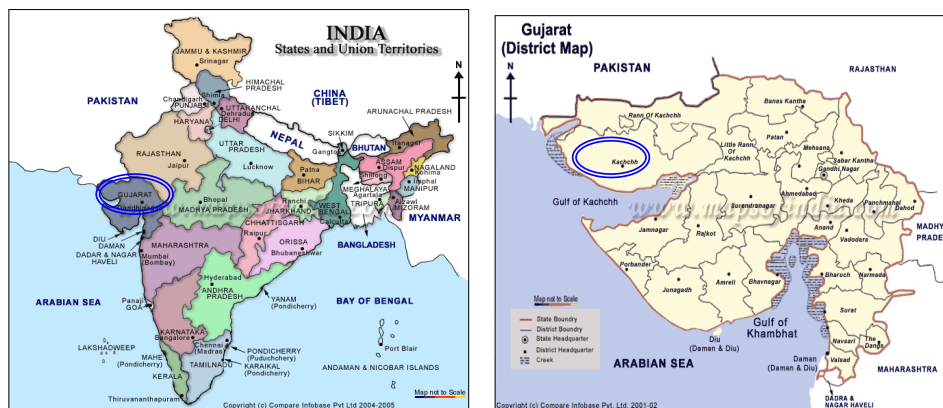 INDIA
States and Union Territories
JAMMU & KASHMIR
Srinagar
N
HIMACHAL
PRADESH
Shimla
CHINA
(TIBET)
PAKISTAN
Chandigarh
PUNJAB
UTTRANCHAL
Dehradun
DELHI
HARYANA
ARUNACHAL PRADESH
NEPAL
SIKKIM
Gangtok
BHUTAN
Itanagar
RAJASTHAN
Jaipur
UTTAR
PRADESH
Lucknow
ASSAM
Dispur
NAGALAND
Kohima
Patna
BIHAR
Shillong
MEGHALAYA
Imphal
MANIPUR
GUJARAT
Gandhinagar
Bhopal
MADHYA PRADESH
Ranchi
JHARKHAND
WEST
BENGAL
Calcutta
Agartala
TRIPURA
Aizawl
MIZORAM
MYANMAR
CHHATTISGARH
Raipur
BANGLADESH
DIU
DAMAN
DADAR & NAGAR
HAVELI
MAHARASHTRA
Mumbai
(Bombay)
ORISSA
Bhubaneshwar
Hyderabad
ANDHRA
PRADESH
ARABIAN SEA
YANAM
(Pondicherry)
BAY OF BENGAL
Panaji
GOA
KARNATAKA
Bangalore
Chennai
(Madras)
Port Blair
LAKSHADWEEP
MAHE
(Pondicherry)
PONDICHERRY
(Puduchery)
KARAIKAL
(Pondicherry)
TAMILNADU
ANDAMAN & NICOBAR ISLANDS
KERALA
Thiruvananthapuram
Map not to Scale
Copyright (c) Compare Infobase Pvt Ltd 2004-2005
Gujarat
(District Map)
PAKISTAN
RAJASTHAN
N
Banas Kantha
Rann Of Kachchh
Patan
Little Rann
Of
Kachchh
Mehsana
Kachchh
Sabar Kantha
Gandhi Nagar
Ahmedabad
Gulf of Kachchh
www.mapsofindia.com
Surendranagar
Kheda
Panchmahal
Dahod
Jamnagar
Rajkot
Anand
Vadodera
MADHYA
PRADE
Porbander
Junagadh
Amreli
Bhavnagar
Bharuch
Narmada
Map not to Scale
State Boundry
District Boundry
State Headquarter
District Headquarter
Creek
Gulf of
Khambhat
Surat
Diu
(Daman & Diu)
Navsari
The
Dangs
ARABIAN SEA
Daman
(Daman & Diu)
Valsad
MAHARASHTRA
DADRA &
NAGAR HAVELI
Copyright (c) Compare Infobase Pvt. Ltd. 2001-02